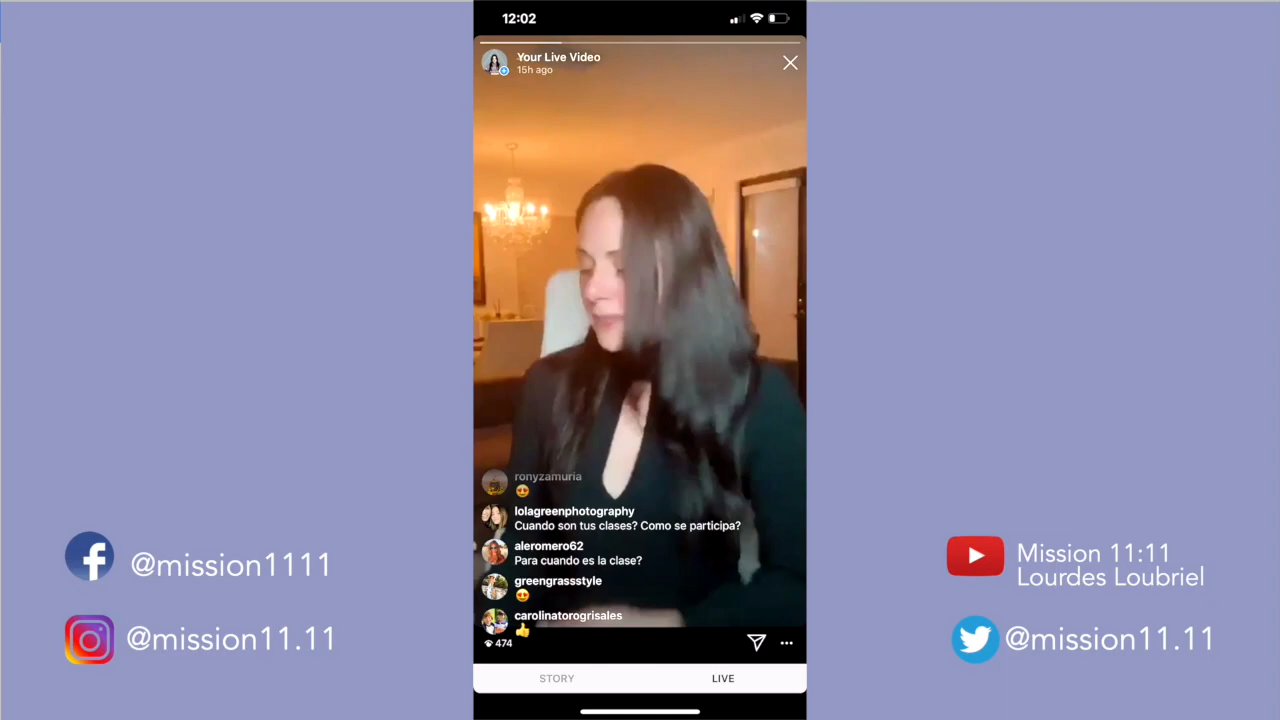 12:02
Your Live Video
15h ago
ronyzamuria
😍
lolagreenphotography
Cuando son tus clases? Como se participa?
aleromero62
Para cuando es la clase?
greengrassstyle
😍
carolinatorogrisales
👍
474
STORY
LIVE
@mission1111
@mission11.11
Mission 11:11
Lourdes Loubriel
@mission11.11